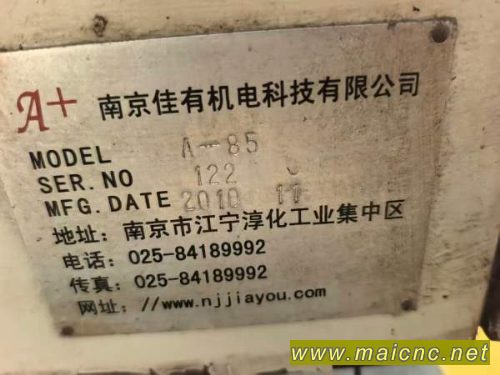 A+ 南京佳有机电科技有限公司
MODEL A-85
SER.NO 122
MFG.DATE 2010 11
地址: 南京市江宁淳化工业集中区
电话: 025-84189992
传真: 025-84189992
网址: //www.njjiayou.com
www.maicnc.net